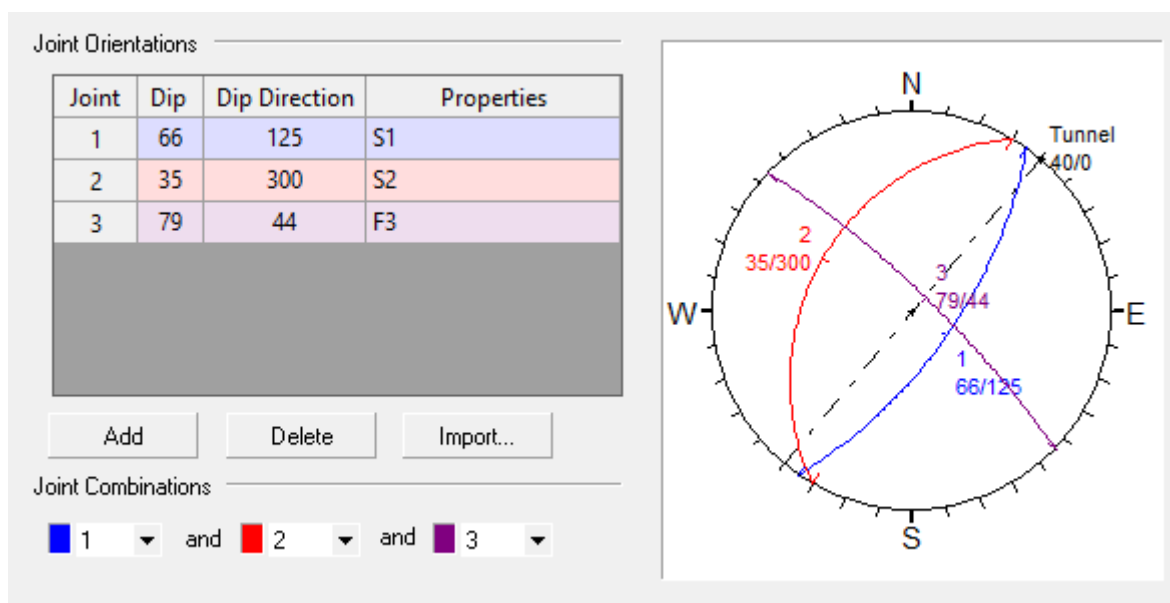 Joint Orientations
Joint Dip Dip Direction Properties
1 66 125 S1
2 35 300 S2
3 79 44 F3
Add Delete Import...
Joint Combinations
1 and 2 and 3
N
Tunnel
40/0
2
35/300
3
79/44
W E
1
66/125
S